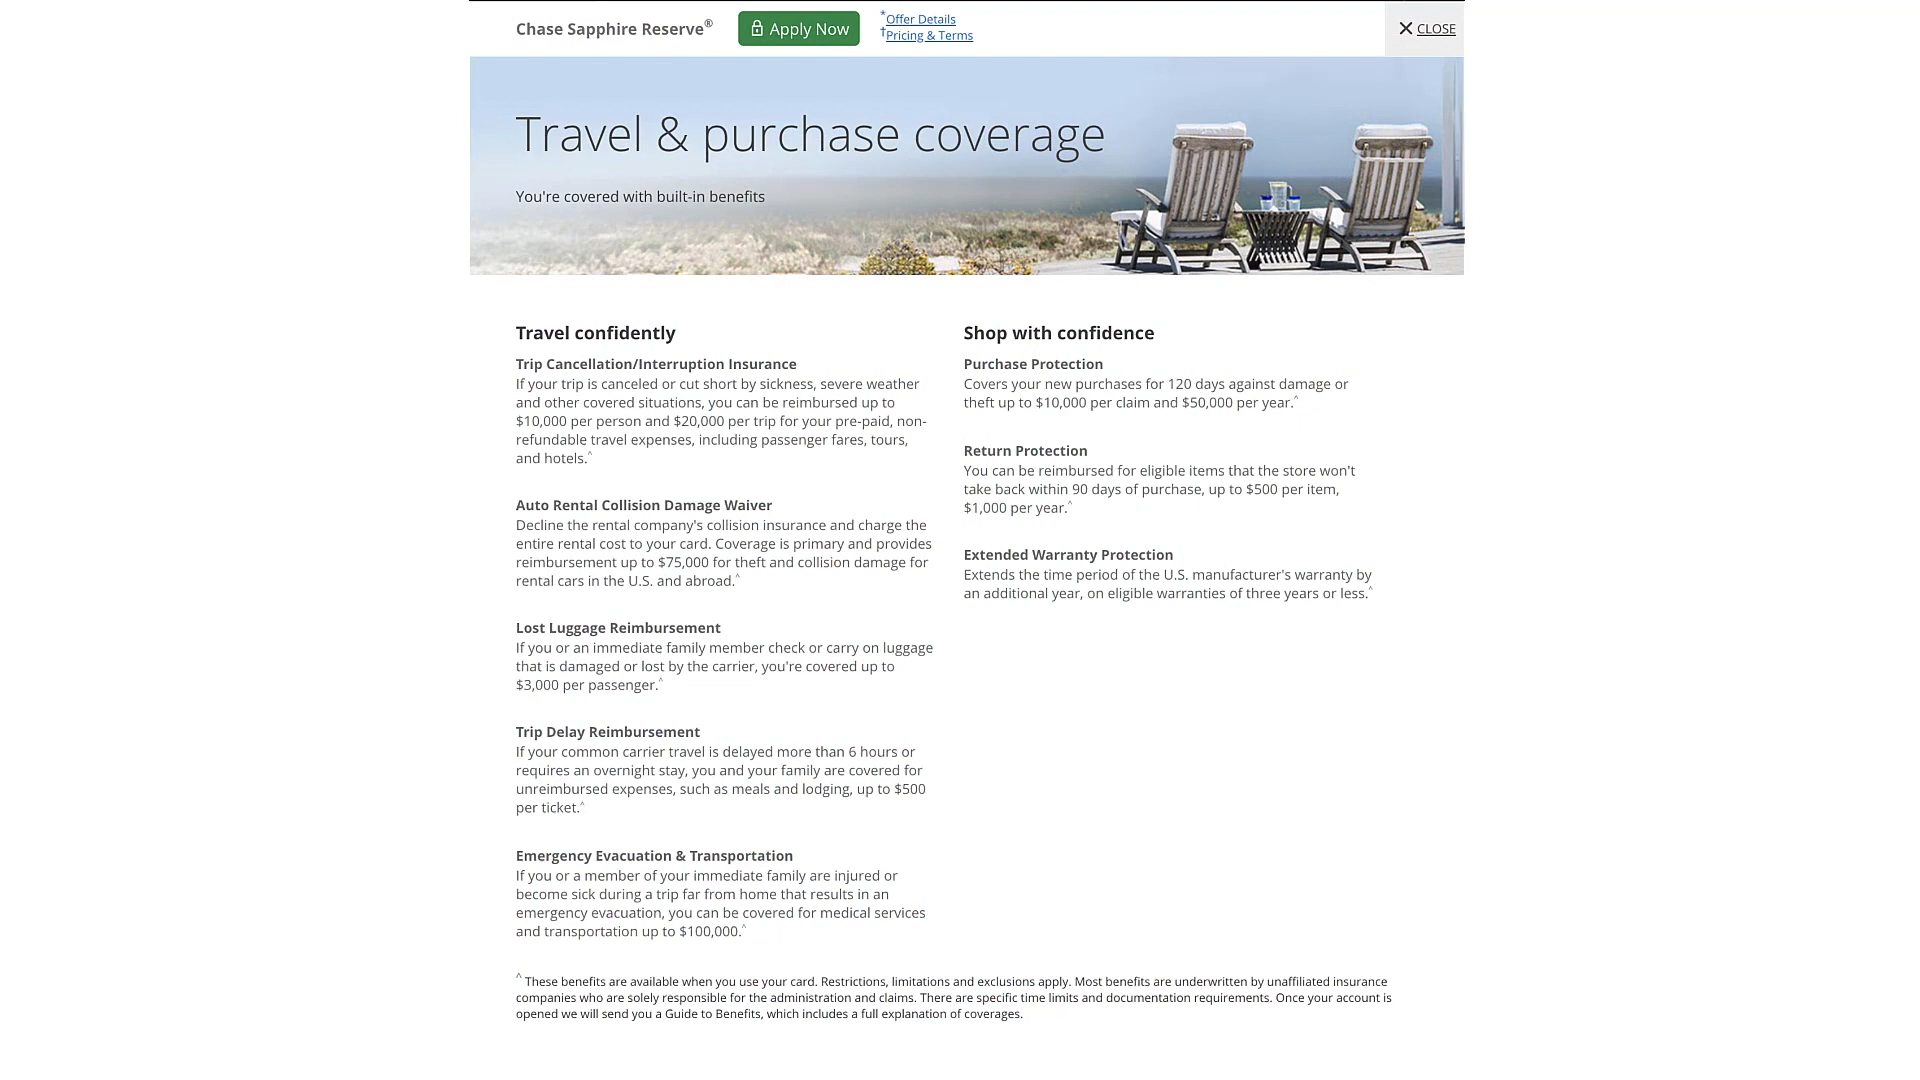 Chase Sapphire Reserve®
Apply Now
*Offer Details
†Pricing & Terms
CLOSE
Travel & purchase coverage
You're covered with built-in benefits
Travel confidently
Trip Cancellation/Interruption Insurance
If your trip is canceled or cut short by sickness, severe weather
and other covered situations, you can be reimbursed up to
$10,000 per person and $20,000 per trip for your pre-paid, non-
refundable travel expenses, including passenger fares, tours,
and hotels.^
Auto Rental Collision Damage Waiver
Decline the rental company's collision insurance and charge the
entire rental cost to your card. Coverage is primary and provides
reimbursement up to $75,000 for theft and collision damage for
rental cars in the U.S. and abroad.^
Lost Luggage Reimbursement
If you or an immediate family member check or carry on luggage
that is damaged or lost by the carrier, you're covered up to
$3,000 per passenger.^
Trip Delay Reimbursement
If your common carrier travel is delayed more than 6 hours or
requires an overnight stay, you and your family are covered for
unreimbursed expenses, such as meals and lodging, up to $500
per ticket.^
Emergency Evacuation & Transportation
If you or a member of your immediate family are injured or
become sick during a trip far from home that results in an
emergency evacuation, you can be covered for medical services
and transportation up to $100,000.^
Shop with confidence
Purchase Protection
Covers your new purchases for 120 days against damage or
theft up to $10,000 per claim and $50,000 per year.^
Return Protection
You can be reimbursed for eligible items that the store won't
take back within 90 days of purchase, up to $500 per item,
$1,000 per year.^
Extended Warranty Protection
Extends the time period of the U.S. manufacturer's warranty by
an additional year, on eligible warranties of three years or less.^
^ These benefits are available when you use your card. Restrictions, limitations and exclusions apply. Most benefits are underwritten by unaffiliated insurance
companies who are solely responsible for the administration and claims. There are specific time limits and documentation requirements. Once your account is
opened we will send you a Guide to Benefits, which includes a full explanation of coverages.